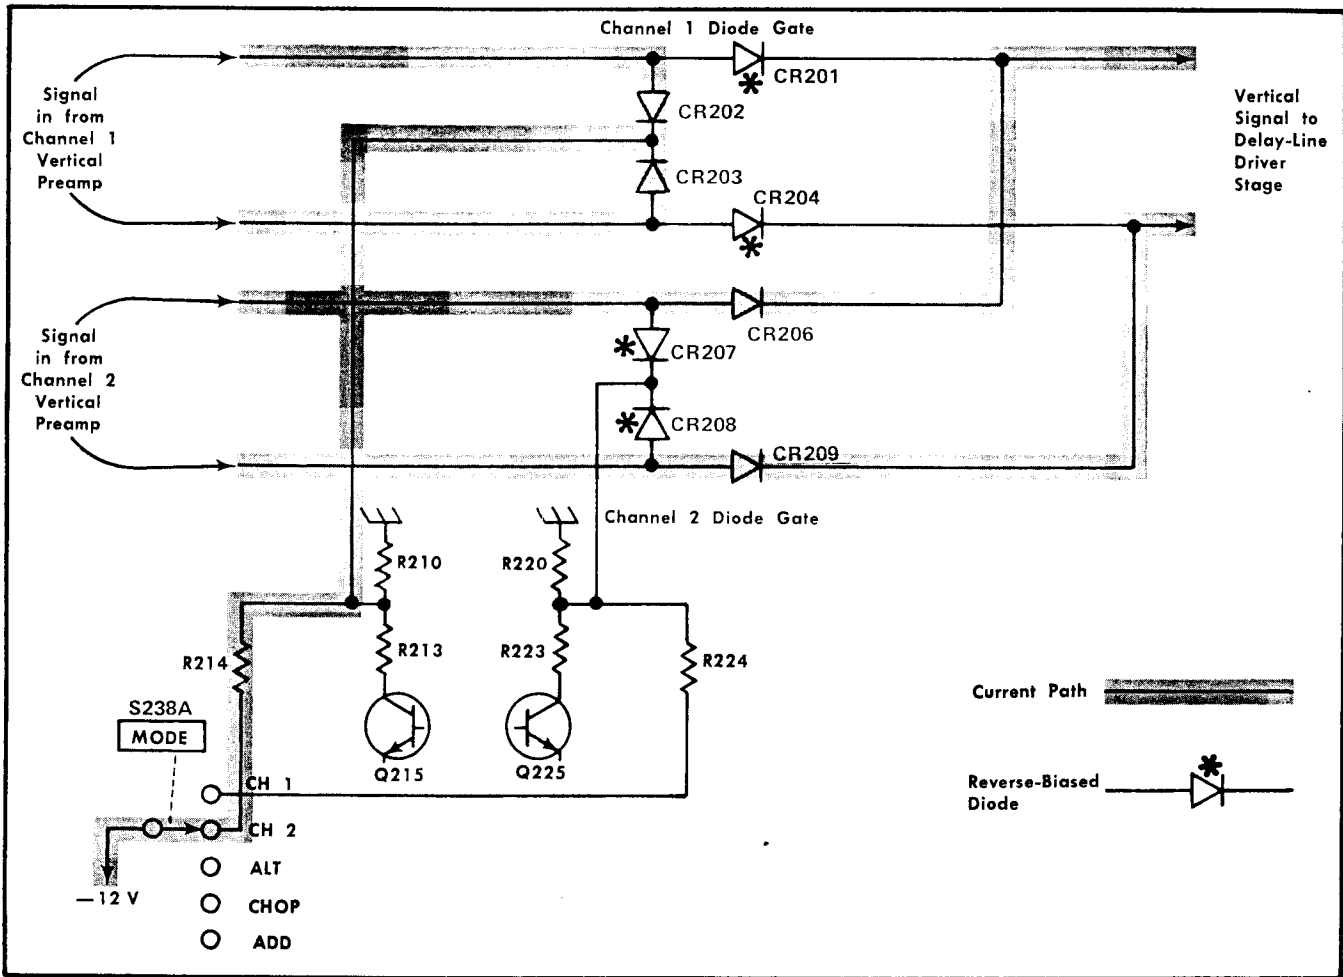 Channel 1 Diode Gate
CR201
CR202
CR203
CR204
Signal
in from
Channel 1
Vertical
Preamp
Vertical
Signal to
Delay-Line
Driver
Stage
CR206
CR207
CR208
CR209
Signal
in from
Channel 2
Vertical
Preamp
Channel 2 Diode Gate
R210
R220
R214
R213
R223
R224
S238A
MODE
Q215
Q225
CH 1
CH 2
ALT
CHOP
ADD
—12 V
Current Path
Reverse-Biased
Diode